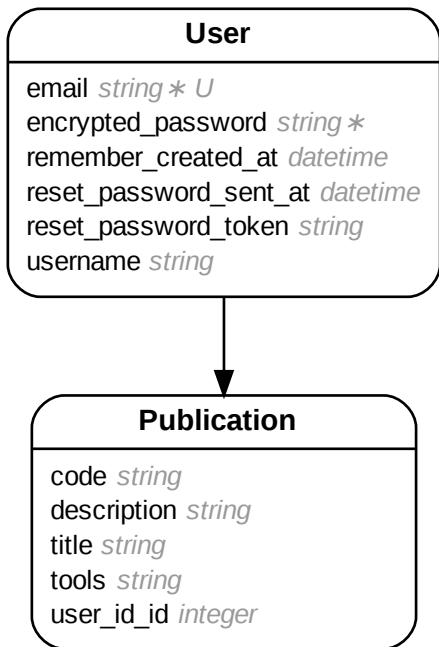 User
email string ∗ U
encrypted_password string ∗
remember_created_at datetime
reset_password_sent_at datetime
reset_password_token string
username string
Publication
code string
description string
title string
tools string
user_id_id integer